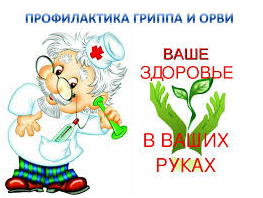 ПРОФИЛАКТИКА ГРИППА И ОРВИ
ВАШЕ
ЗДОРОВЬЕ
В ВАШИХ
РУКАХ